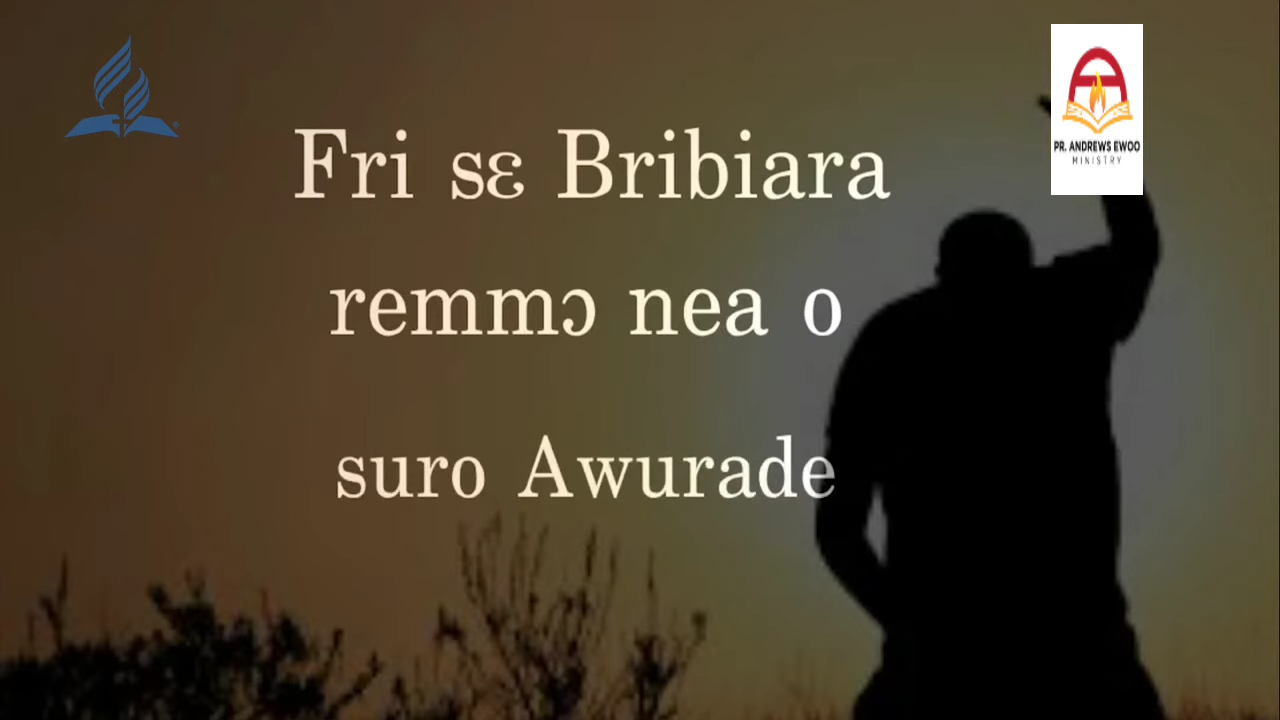 PR. ANDREWS EWOO
MINISTRY
Fri sɛ Bribiara
remmɔ nea o
suro Awurade